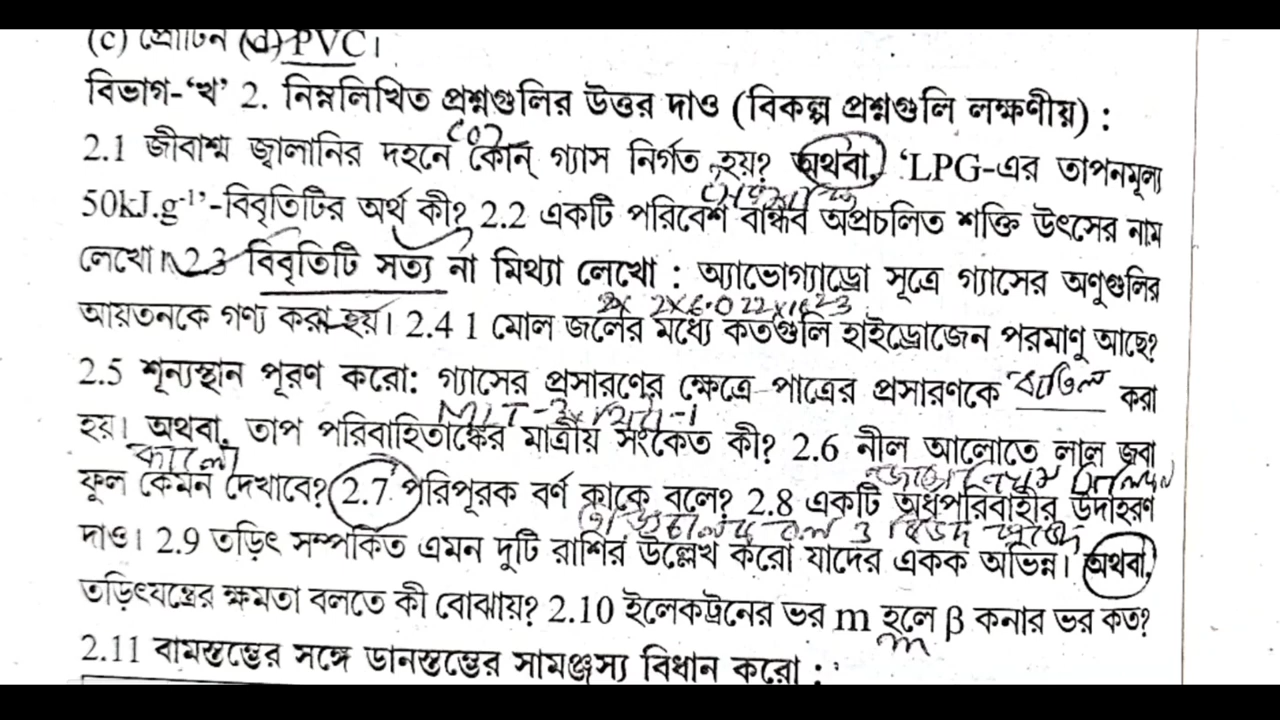 (c) প্রোটিন (d) PVC।
বিভাগ-‘খ’ 2. নিম্নলিখিত প্রশ্নগুলির উত্তর দাও (বিকল্প প্রশ্নগুলি লক্ষণীয়) :
CO2
2.1 জীবাশ্ম জ্বালানির দহনে কোন্ গ্যাস নির্গত হয়? অথবা, ‘LPG-এর তাপনমূল্য
50kJ.g⁻¹’-বিবৃতিটির অর্থ কী? 2.2 একটি পরিবেশ বান্ধব অপ্রচলিত শক্তি উৎসের নাম
লেখো। 2.3 বিবৃতিটি সত্য না মিথ্যা লেখো : অ্যাভোগ্যাড্রো সূত্রে গ্যাসের অণুগুলির
2×6.022×10 23
আয়তনকে গণ্য করা হয়। 2.4 1 মোল জলের মধ্যে কতগুলি হাইড্রোজেন পরমাণু আছে?
2.5 শূন্যস্থান পূরণ করো: গ্যাসের প্রসারণের ক্ষেত্রে পাত্রের প্রসারণকে বাতিল করা
হয়। অথবা, তাপ পরিবাহিতাঙ্কের মাত্রীয় সংকেত কী? 2.6 নীল আলোতে লাল জবা
কালো
ফুল কেমন দেখাবে? 2.7 পরিপূরক বর্ণ কাকে বলে? 2.8 একটি অর্ধপরিবাহীর উদাহরণ
দাও। 2.9 তড়িৎ সম্পর্কিত এমন দুটি রাশির উল্লেখ করো যাদের একক অভিন্ন। অথবা,
তড়িৎযন্ত্রের ক্ষমতা বলতে কী বোঝায়? 2.10 ইলেকট্রনের ভর m হলে β কনার ভর কত?
m
2.11 বামস্তম্ভের সঙ্গে ডানস্তম্ভের সামঞ্জস্য বিধান করো :